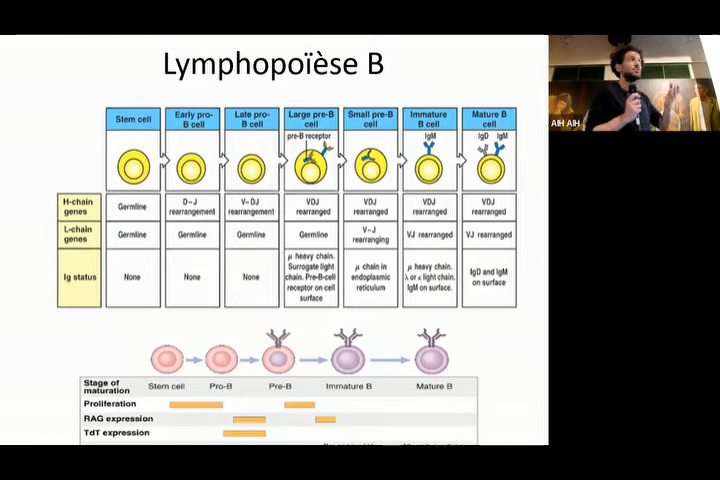 Lymphopoïèse B
Stem cell
Early pro-
B cell
Late pro-
B cell
Large pre-B
cell
Small pre-B
cell
Immature
B cell
Mature B
cell
pre-B receptor
IgM
IgD IgM
H-chain
genes
Germline
D–J
rearrangement
V–DJ
rearrangement
VDJ
rearranged
VDJ
rearranged
VDJ
rearranged
VDJ
rearranged
L-chain
genes
Germline
Germline
Germline
Germline
V–J
rearranging
VJ rearranged
VJ rearranged
Ig status
None
None
None
μ heavy chain.
Surrogate light
chain. Pre-B-cell
receptor on cell
surface
μ chain in
endoplasmic
reticulum
μ heavy chain.
λ or κ light chain.
IgM on surface.
IgD and IgM
on surface
Stage of
maturation
Stem cell
Pro-B
Pre-B
Immature B
Mature B
Proliferation
RAG expression
TdT expression
AIH AIH